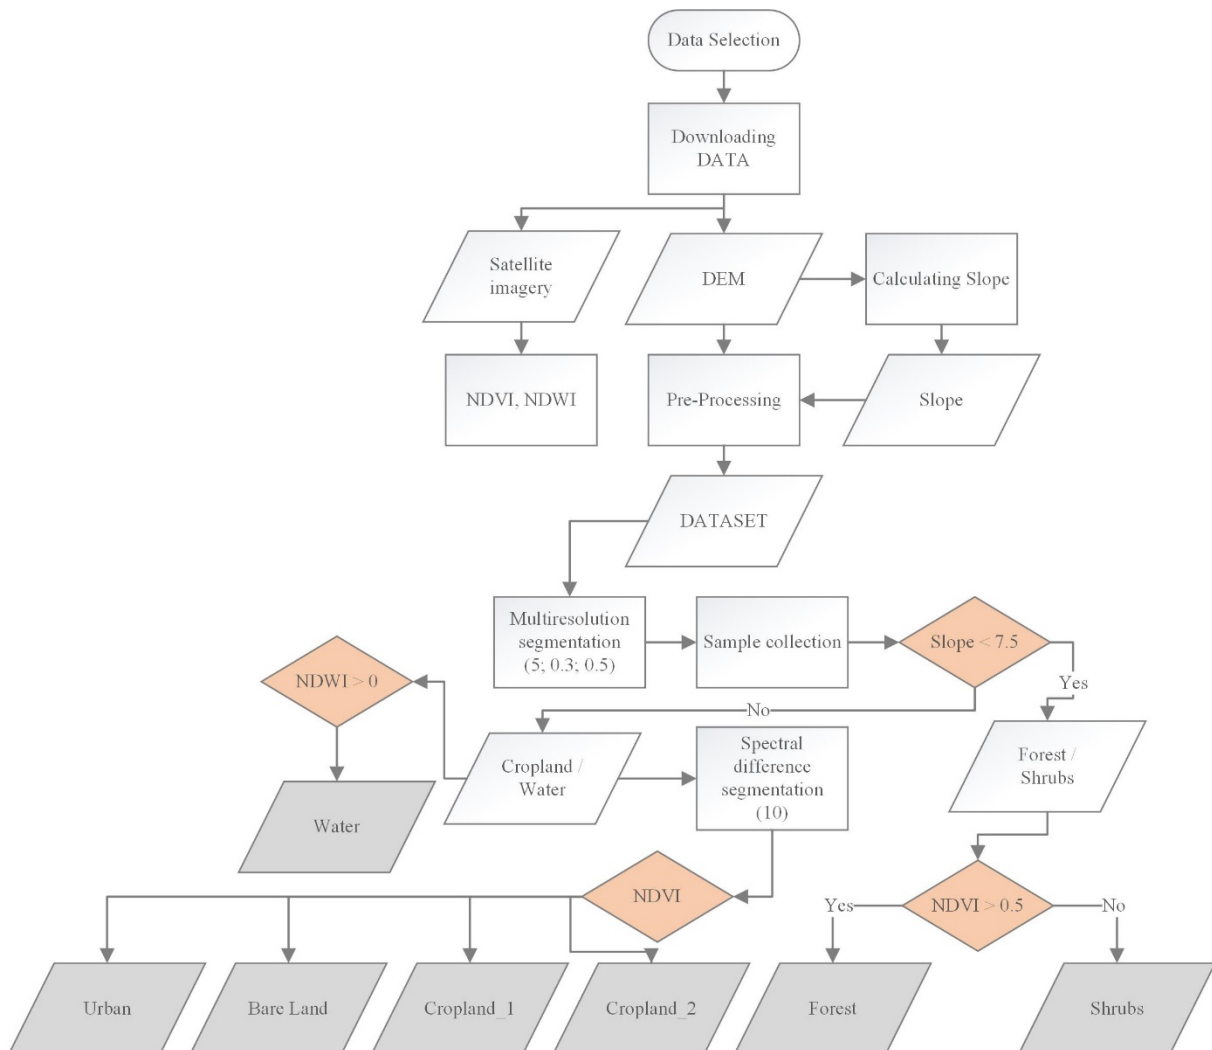 Data Selection
Downloading
DATA
Satellite
imagery
DEM
Calculating Slope
NDVI, NDWI
Pre-Processing
Slope
DATASET
Multiresolution
segmentation
(5; 0.3; 0.5)
Sample collection
Slope < 7.5
NDWI > 0
Yes
No
Cropland /
Water
Spectral
difference
segmentation
(10)
Forest /
Shrubs
Water
NDVI
NDVI > 0.5
Yes
No
Urban
Bare Land
Cropland_1
Cropland_2
Forest
Shrubs